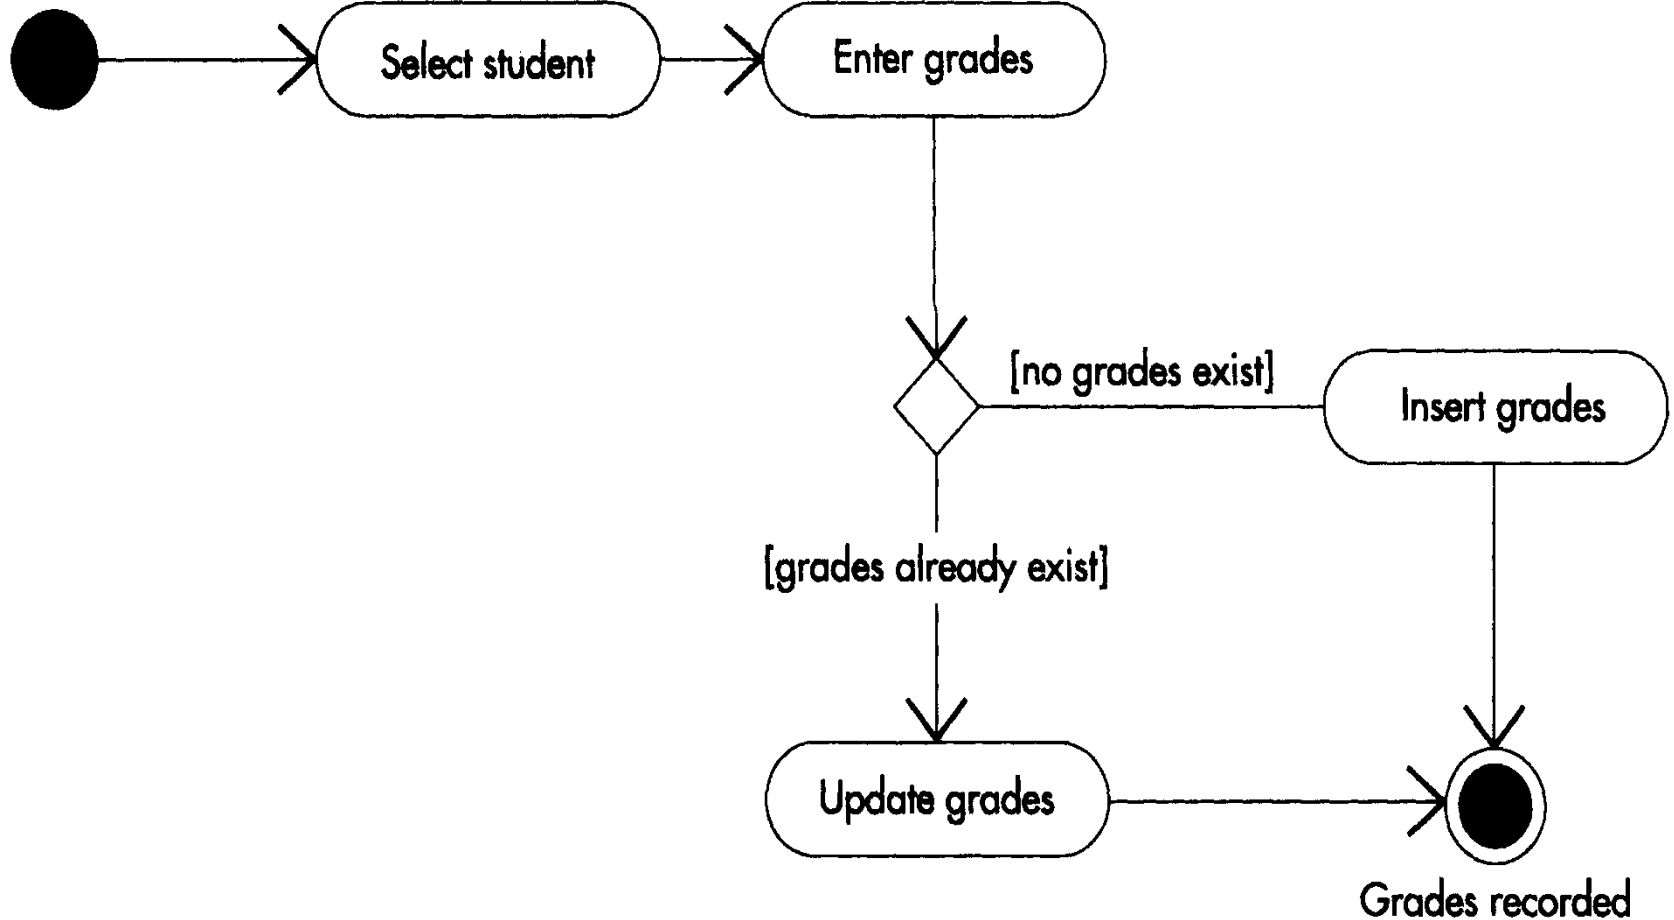 Select student
Enter grades
[no grades exist]
Insert grades
[grades already exist]
Update grades
Grades recorded